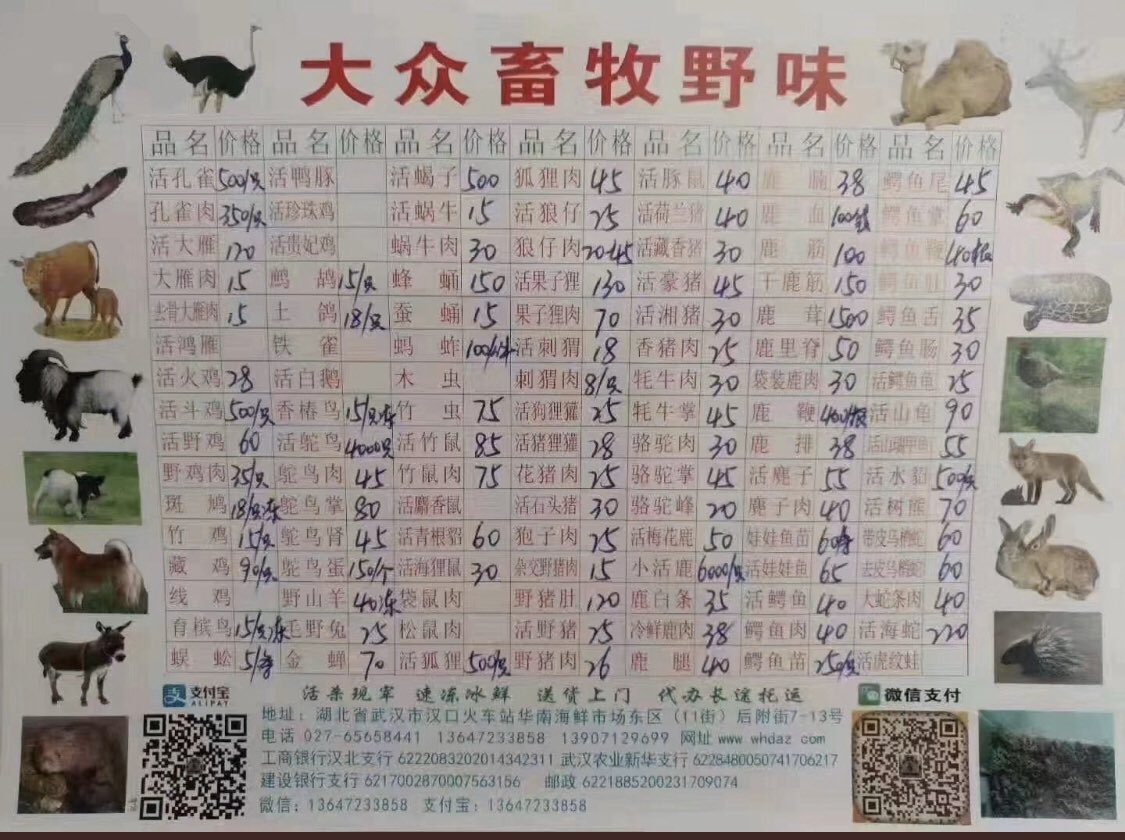 大众畜牧野味
品名 价格 品名 价格 品名 价格 品名 价格 品名 价格 品名 价格 品名 价格
活孔雀 500/只 活鸭豚 活蝎子 500 狐狸肉 45 活豚鼠 40 鹿 38 鳄鱼尾 45
孔雀肉 350/只 活珍珠鸡 活蜗牛 15 活狼仔 25 活荷兰猪 40 鹿血 鳄鱼掌 60
活大雁 120 活贵妃鸡 蜗牛肉 30 狼仔肉 20-45 活藏香猪 30 鹿筋 100 鳄鱼鞭
大雁肉 15 鹧鸪 15/只 蜂蛹 150 活果子狸 130 活豪猪 45 干鹿筋 150 鳄鱼肚 30
去骨大雁肉 15 土鸽 18/只 蚕蛹 15 果子狸肉 70 活湘猪 30 鹿茸 1500 鳄鱼舌 35
活鸿雁 铁雀 蚂蚱 活刺猬 18 香猪肉 25 鹿里脊 50 鳄鱼肠 30
活火鸡 28 活白鹅 木虫 刺猬肉 8/只 牦牛肉 30 袋装鹿肉 30 活鳄鱼龟 25
活斗鸡 500/只 香椿鸟 15/只冻 竹虫 75 活狗狸獾 25 牦牛掌 45 鹿鞭 400/根 活山龟 90
活野鸡 60 活鸵鸟 4000只 活竹鼠 85 活猪狸獾 28 骆驼肉 30 鹿排 38 55
野鸡肉 35/只 鸵鸟肉 45 竹鼠肉 75 花猪肉 25 骆驼掌 45 活麂子 55 活水貂 500/只
斑鸠 18/只冻 鸵鸟掌 80 活麝香鼠 活石头猪 30 骆驼峰 20 麂子肉 40 活树熊 70
竹鸡 15/只 鸵鸟肾 45 活青根貂 60 狍子肉 25 活梅花鹿 50 娃娃鱼苗 带皮乌梢蛇 60
藏鸡 90/只 鸵鸟蛋 150/个 活海狸鼠 30 杂交野猪肉 15 小活鹿 6000/只 活娃娃鱼 65 去皮乌梢蛇 60
线鸡 野山羊 40冻 袋鼠肉 野猪肚 120 鹿白条 35 活鳄鱼 40 大蛇条肉 40
育槟鸟 15/只冻 毛野兔 25 松鼠肉 活野猪 25 冷鲜鹿肉 38 鳄鱼肉 40 活海蛇 220
蜈蚣 金蝉 70 活狐狸 500/只 野猪肉 26 鹿腿 40 鳄鱼苗 250/只 活虎纹蛙
支付宝 ALIPAY 活杀现宰 速冻冰鲜 送货上门 代办长途托运 微信支付
地址：湖北省武汉市汉口火车站华南海鲜市场东区（11街）后附街7-13号
电话 027-65658441 13647233858 13907129699 网址 www whdaz com
工商银行汉北支行 6222083202014342311 武汉农业新华支行 6228480050741706217
建设银行支行 6217002870007563156 邮政 6221885200231709074
微信：13647233858 支付宝：13647233858